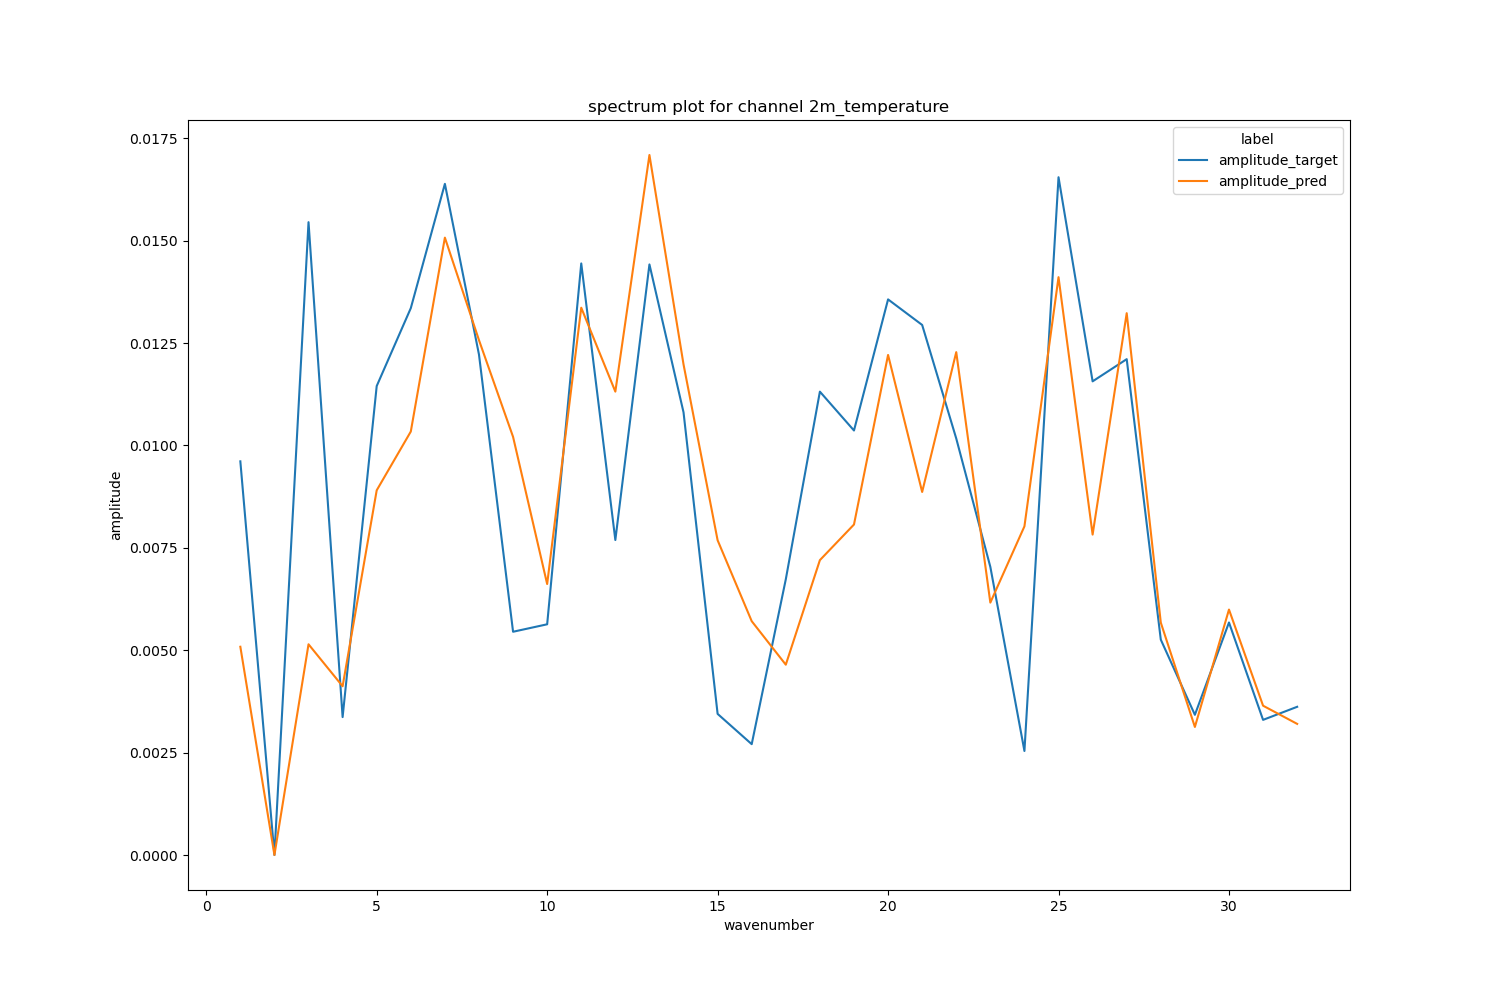 spectrum plot for channel 2m_temperature
label
amplitude_target
amplitude_pred
0.0175
0.0150
0.0125
0.0100
0.0075
0.0050
0.0025
0.0000
amplitude
0 5 10 15 20 25 30
wavenumber